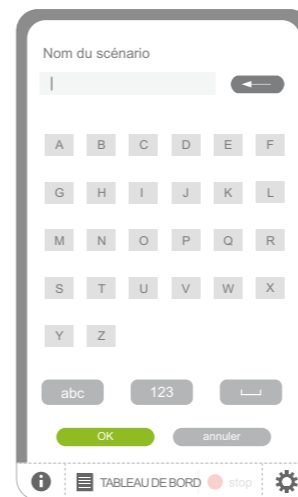 Nom du scénario
A B C D E F
G H I J K L
M N O P Q R
S T U V W X
Y Z
abc 123
OK annuler
TABLEAU DE BORD stop